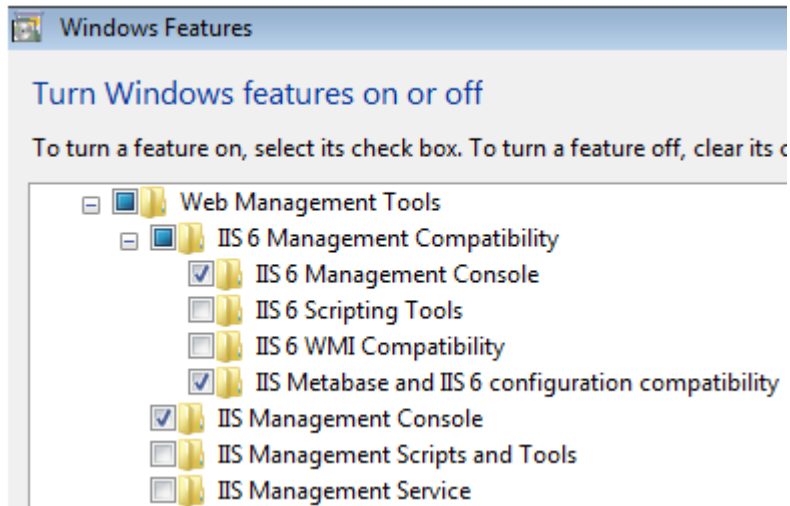 Windows Features
Turn Windows features on or off
To turn a feature on, select its check box. To turn a feature off, clear its
Web Management Tools
IIS 6 Management Compatibility
IIS 6 Management Console
IIS 6 Scripting Tools
IIS 6 WMI Compatibility
IIS Metabase and IIS 6 configuration compatibility
IIS Management Console
IIS Management Scripts and Tools
IIS Management Service